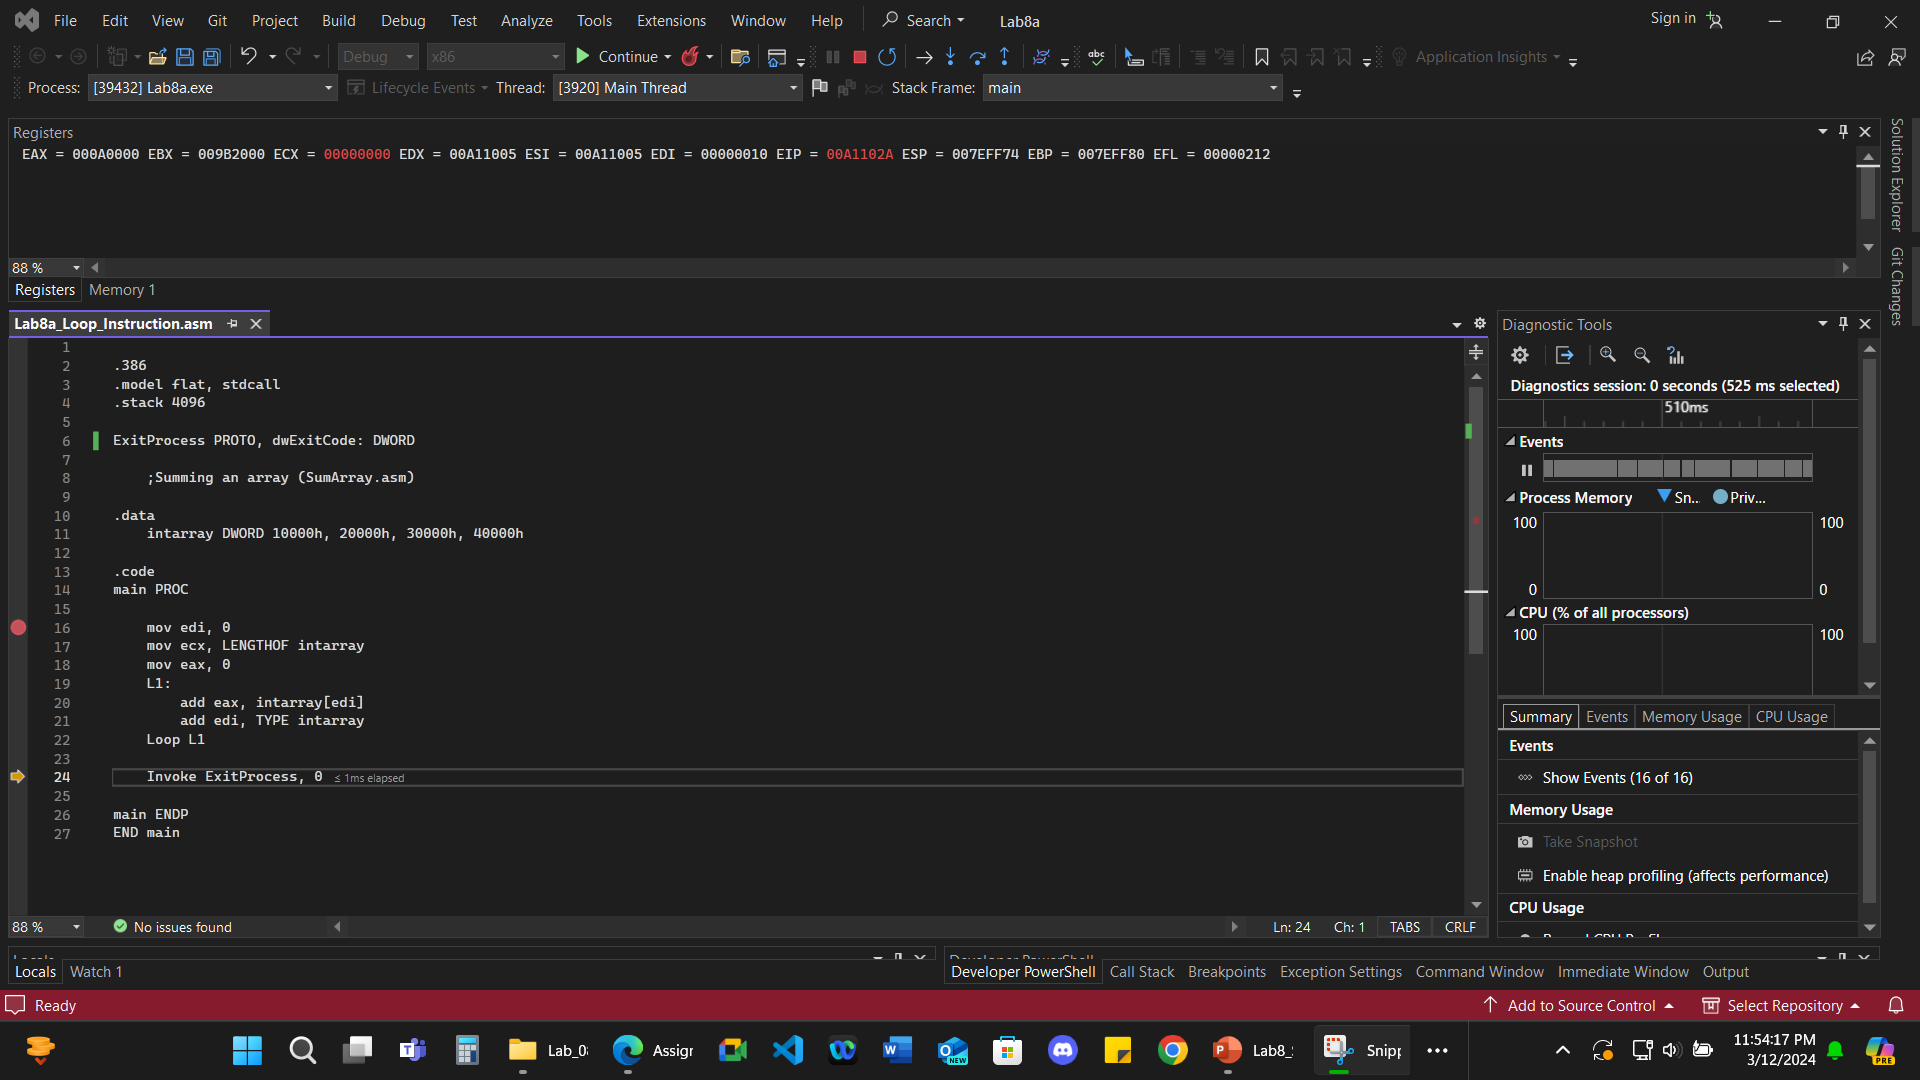 File Edit View Git Project Build Debug Test Analyze Tools Extensions Window Help Search Lab8a Sign in
Debug x86 Continue Application Insights
Process: [39432] Lab8a.exe Lifecycle Events Thread: [3920] Main Thread Stack Frame: main
Registers
EAX = 000A0000 EBX = 009B2000 ECX = 00000000 EDX = 00A11005 ESI = 00A11005 EDI = 00000010 EIP = 00A1102A ESP = 007EFF74 EBP = 007EFF80 EFL = 00000212
88 %
Registers Memory 1
Solution Explorer
Git Changes
Lab8a_Loop_Instruction.asm
1
2 .386
3 .model flat, stdcall
4 .stack 4096
5
6 ExitProcess PROTO, dwExitCode: DWORD
7
8 ;Summing an array (SumArray.asm)
9
10 .data
11 intarray DWORD 10000h, 20000h, 30000h, 40000h
12
13 .code
14 main PROC
15
16 mov edi, 0
17 mov ecx, LENGTHOF intarray
18 mov eax, 0
19 L1:
20 add eax, intarray[edi]
21 add edi, TYPE intarray
22 Loop L1
23
24 Invoke ExitProcess, 0 ≤ 1ms elapsed
25
26 main ENDP
27 END main
88 % No issues found Ln: 24 Ch: 1 TABS CRLF
Diagnostic Tools
Diagnostics session: 0 seconds (525 ms selected)
510ms
Events
Process Memory Sn... Priv...
100 100
0 0
CPU (% of all processors)
100 100
Summary Events Memory Usage CPU Usage
Events
Show Events (16 of 16)
Memory Usage
Take Snapshot
Enable heap profiling (affects performance)
CPU Usage
Locals Watch 1
Developer PowerShell Call Stack Breakpoints Exception Settings Command Window Immediate Window Output
Ready Add to Source Control Select Repository
Lab_0 Assigr Lab8_ Snipp
11:54:17 PM
3/12/2024
NEW
PRE